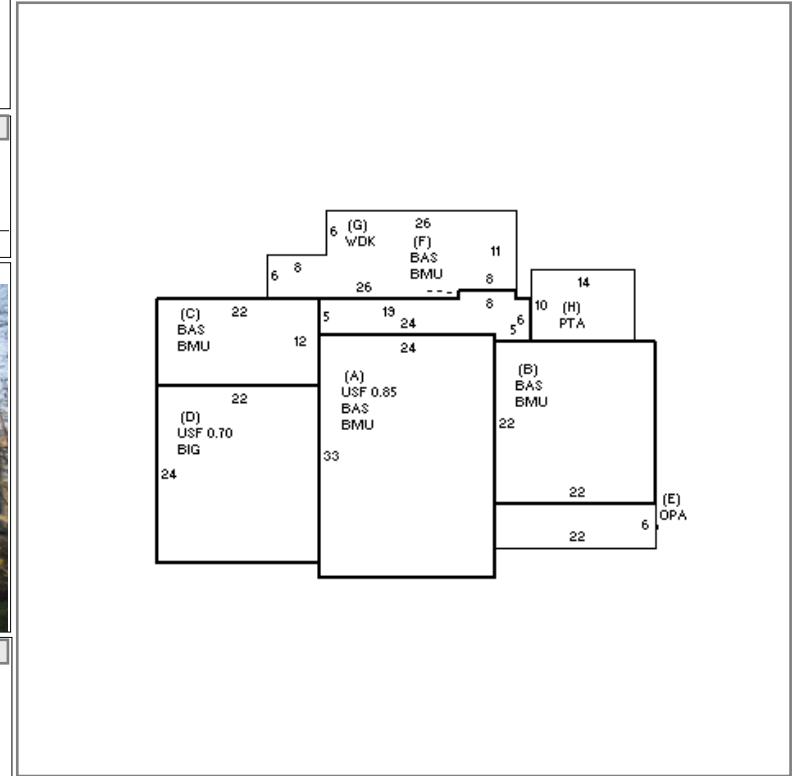 (G)
WDK
26
6
(F)
BAS
BMU
11
8
6
8
26
14
(H)
PTA
10
(C)
BAS
BMU
22
12
5
19
24
8
6
5
24
(A)
USF 0.85
BAS
BMU
33
(B)
BAS
BMU
22
22
22
(D)
USF 0.70
BIG
24
(E)
OPA
6
22